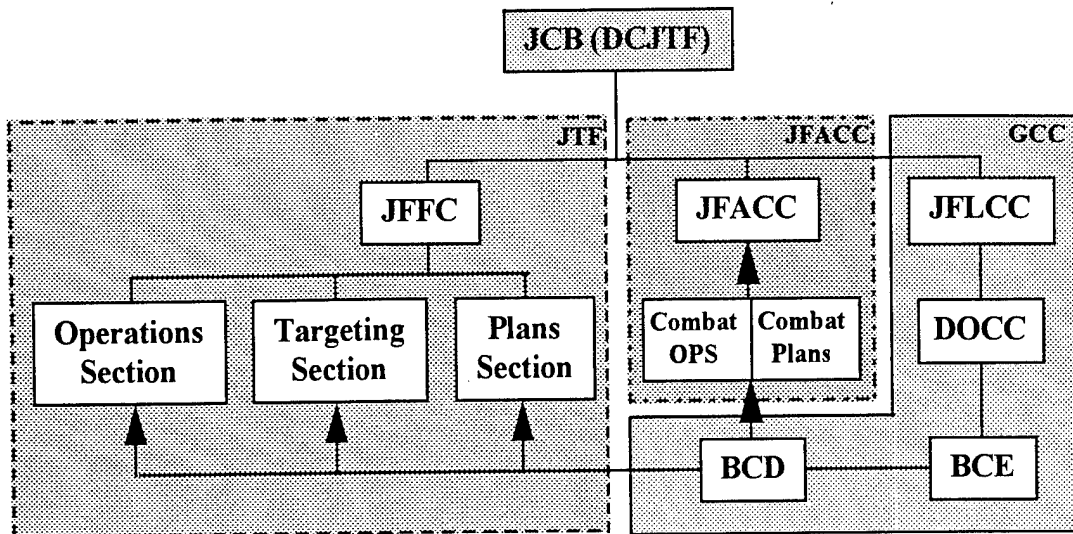 JCB (DCJTF)
JTF
JFACC
GCC
JFFC
JFACC
JFLCC
Operations
Section
Targeting
Section
Plans
Section
Combat
OPS
Combat
Plans
DOCC
BCD
BCE